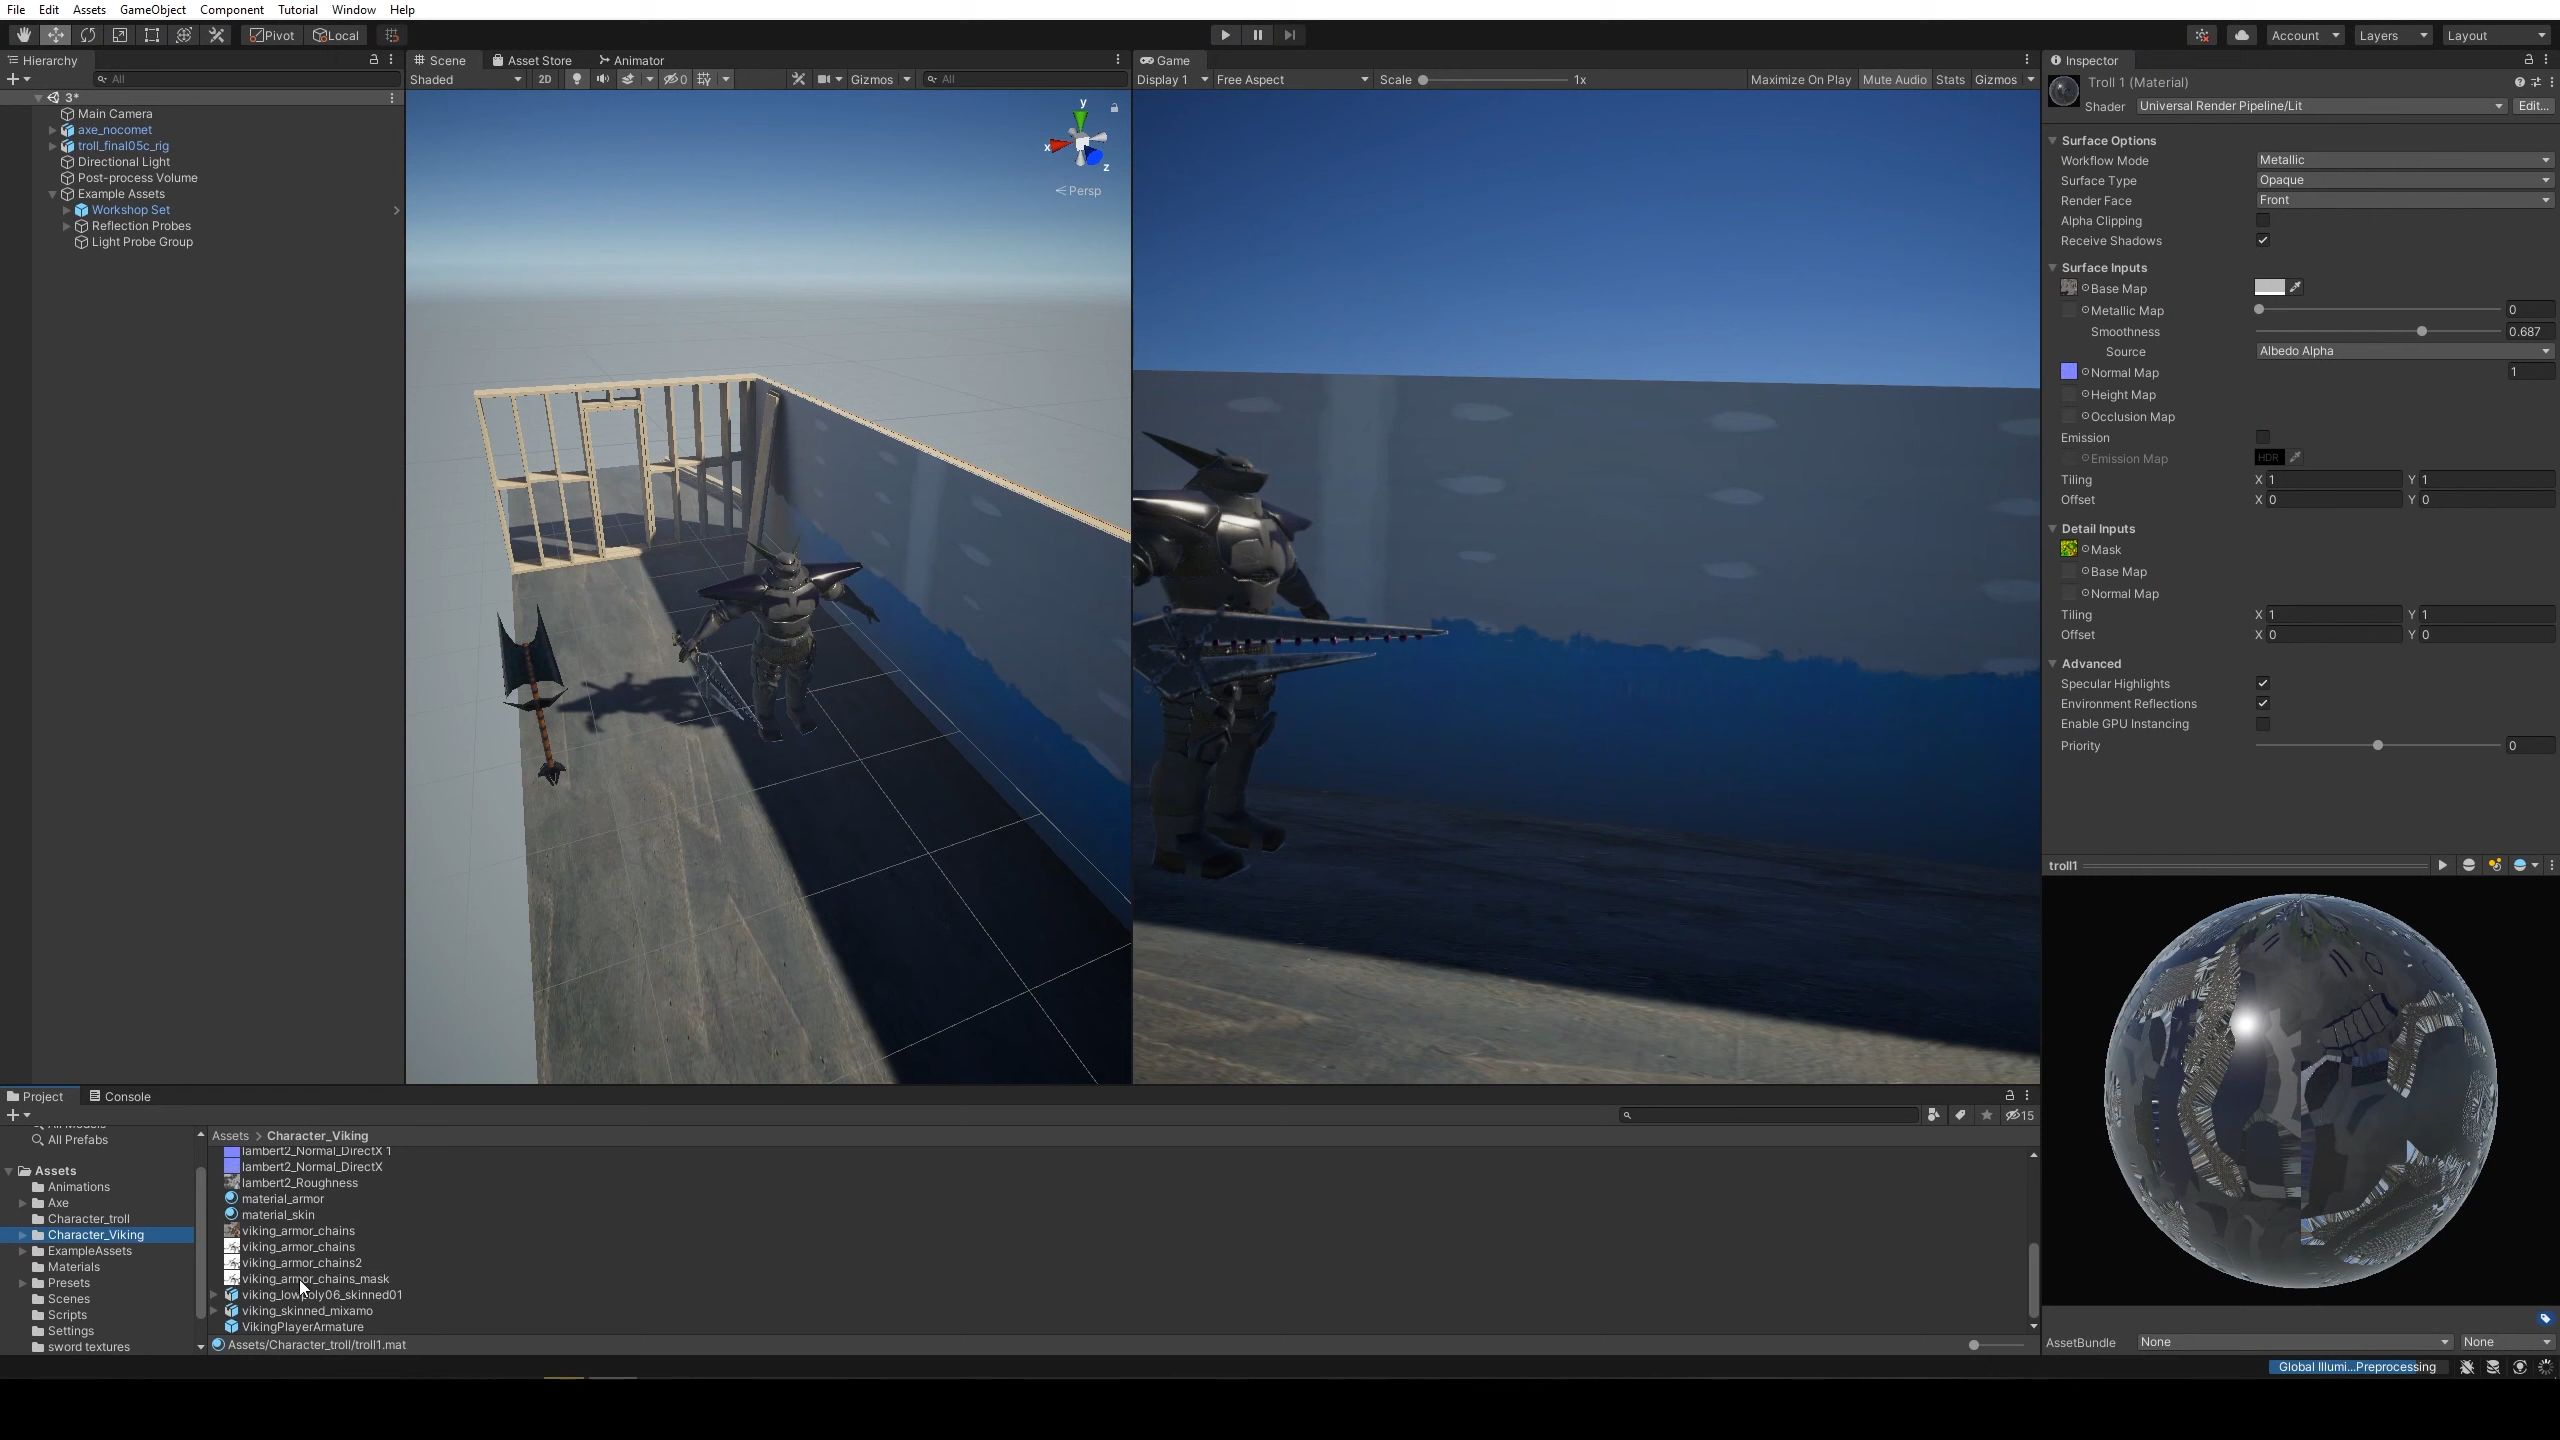 File Edit Assets GameObject Component Tutorial Window Help
Pivot Local
Account Layers Layout
Hierarchy
All
3*
Main Camera
axe_nocomet
troll_final05c_rig
Directional Light
Post-process Volume
Example Assets
Workshop Set
Reflection Probes
Light Probe Group
Scene Asset Store Animator
Shaded 2D 0 Gizmos All
y
x
z
Persp
Game
Display 1 Free Aspect Scale 1x Maximize On Play Mute Audio Stats Gizmos
Inspector
Troll 1 (Material)
Shader Universal Render Pipeline/Lit Edit...
Surface Options
Workflow Mode Metallic
Surface Type Opaque
Render Face Front
Alpha Clipping
Receive Shadows
Surface Inputs
Base Map
Metallic Map 0
Smoothness 0.687
Source Albedo Alpha
Normal Map 1
Height Map
Occlusion Map
Emission
Emission Map HDR
Tiling X 1 Y 1
Offset X 0 Y 0
Detail Inputs
Mask
Base Map
Normal Map
Tiling X 1 Y 1
Offset X 0 Y 0
Advanced
Specular Highlights
Environment Reflections
Enable GPU Instancing
Priority 0
troll1
AssetBundle None None
Global Illumi...Preprocessing
Project Console
15
All Prefabs
Assets
Animations
Axe
Character_troll
Character_Viking
ExampleAssets
Materials
Presets
Scenes
Scripts
Settings
sword textures
Assets > Character_Viking
lambert2_Normal_DirectX 1
lambert2_Normal_DirectX
lambert2_Roughness
material_armor
material_skin
viking_armor_chains
viking_armor_chains
viking_armor_chains2
viking_armor_chains_mask
viking_lowpoly06_skinned01
viking_skinned_mixamo
VikingPlayerArmature
Assets/Character_troll/troll1.mat